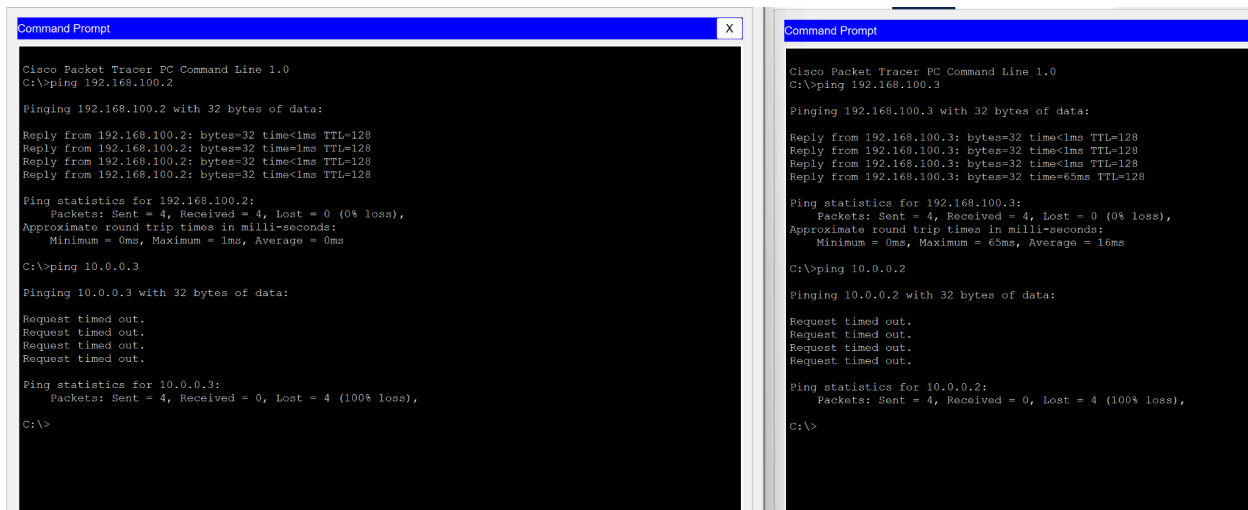 Command Prompt
X
Cisco Packet Tracer PC Command Line 1.0
C:\>ping 192.168.100.2
Pinging 192.168.100.2 with 32 bytes of data:
Reply from 192.168.100.2: bytes=32 time<1ms TTL=128
Reply from 192.168.100.2: bytes=32 time=1ms TTL=128
Reply from 192.168.100.2: bytes=32 time<1ms TTL=128
Reply from 192.168.100.2: bytes=32 time<1ms TTL=128
Ping statistics for 192.168.100.2:
    Packets: Sent = 4, Received = 4, Lost = 0 (0% loss),
Approximate round trip times in milli-seconds:
    Minimum = 0ms, Maximum = 1ms, Average = 0ms
C:\>ping 10.0.0.3
Pinging 10.0.0.3 with 32 bytes of data:
Request timed out.
Request timed out.
Request timed out.
Request timed out.
Ping statistics for 10.0.0.3:
    Packets: Sent = 4, Received = 0, Lost = 4 (100% loss),
C:\>
Command Prompt
Cisco Packet Tracer PC Command Line 1.0
C:\>ping 192.168.100.3
Pinging 192.168.100.3 with 32 bytes of data:
Reply from 192.168.100.3: bytes=32 time<1ms TTL=128
Reply from 192.168.100.3: bytes=32 time<1ms TTL=128
Reply from 192.168.100.3: bytes=32 time<1ms TTL=128
Reply from 192.168.100.3: bytes=32 time=65ms TTL=128
Ping statistics for 192.168.100.3:
    Packets: Sent = 4, Received = 4, Lost = 0 (0% loss),
Approximate round trip times in milli-seconds:
    Minimum = 0ms, Maximum = 65ms, Average = 16ms
C:\>ping 10.0.0.2
Pinging 10.0.0.2 with 32 bytes of data:
Request timed out.
Request timed out.
Request timed out.
Request timed out.
Ping statistics for 10.0.0.2:
    Packets: Sent = 4, Received = 0, Lost = 4 (100% loss),
C:\>